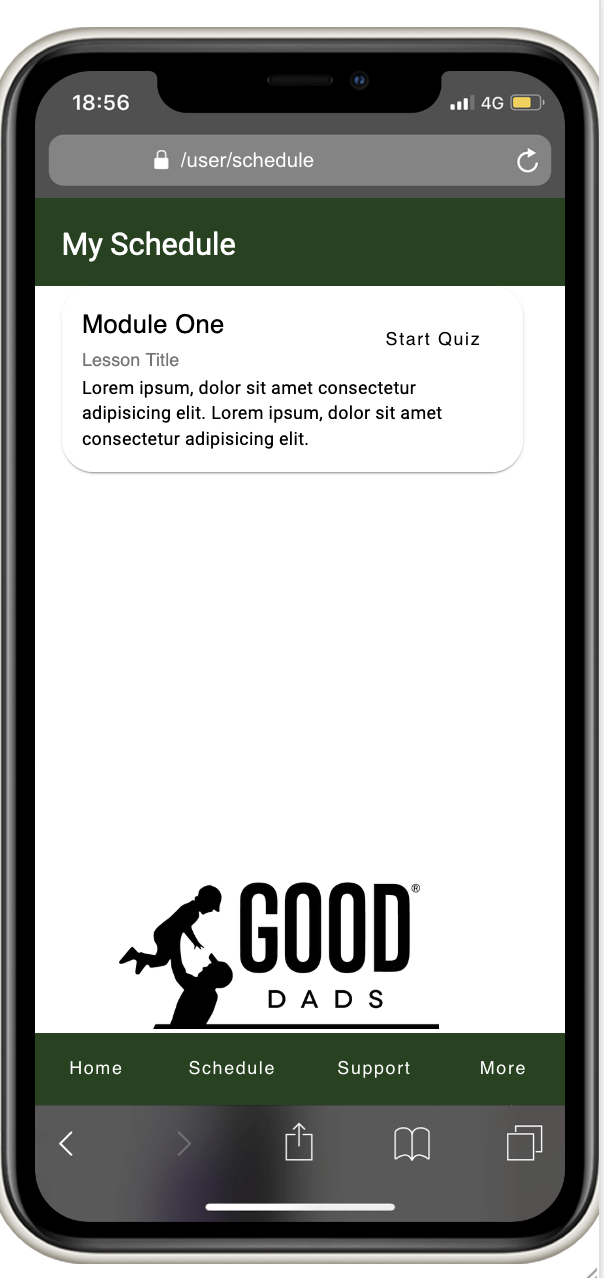 18:56
4G
/user/schedule
My Schedule
Module One
Start Quiz
Lesson Title
Lorem ipsum, dolor sit amet consectetur
adipisicing elit. Lorem ipsum, dolor sit amet
consectetur adipisicing elit.
GOOD®
DADS
Home Schedule Support More